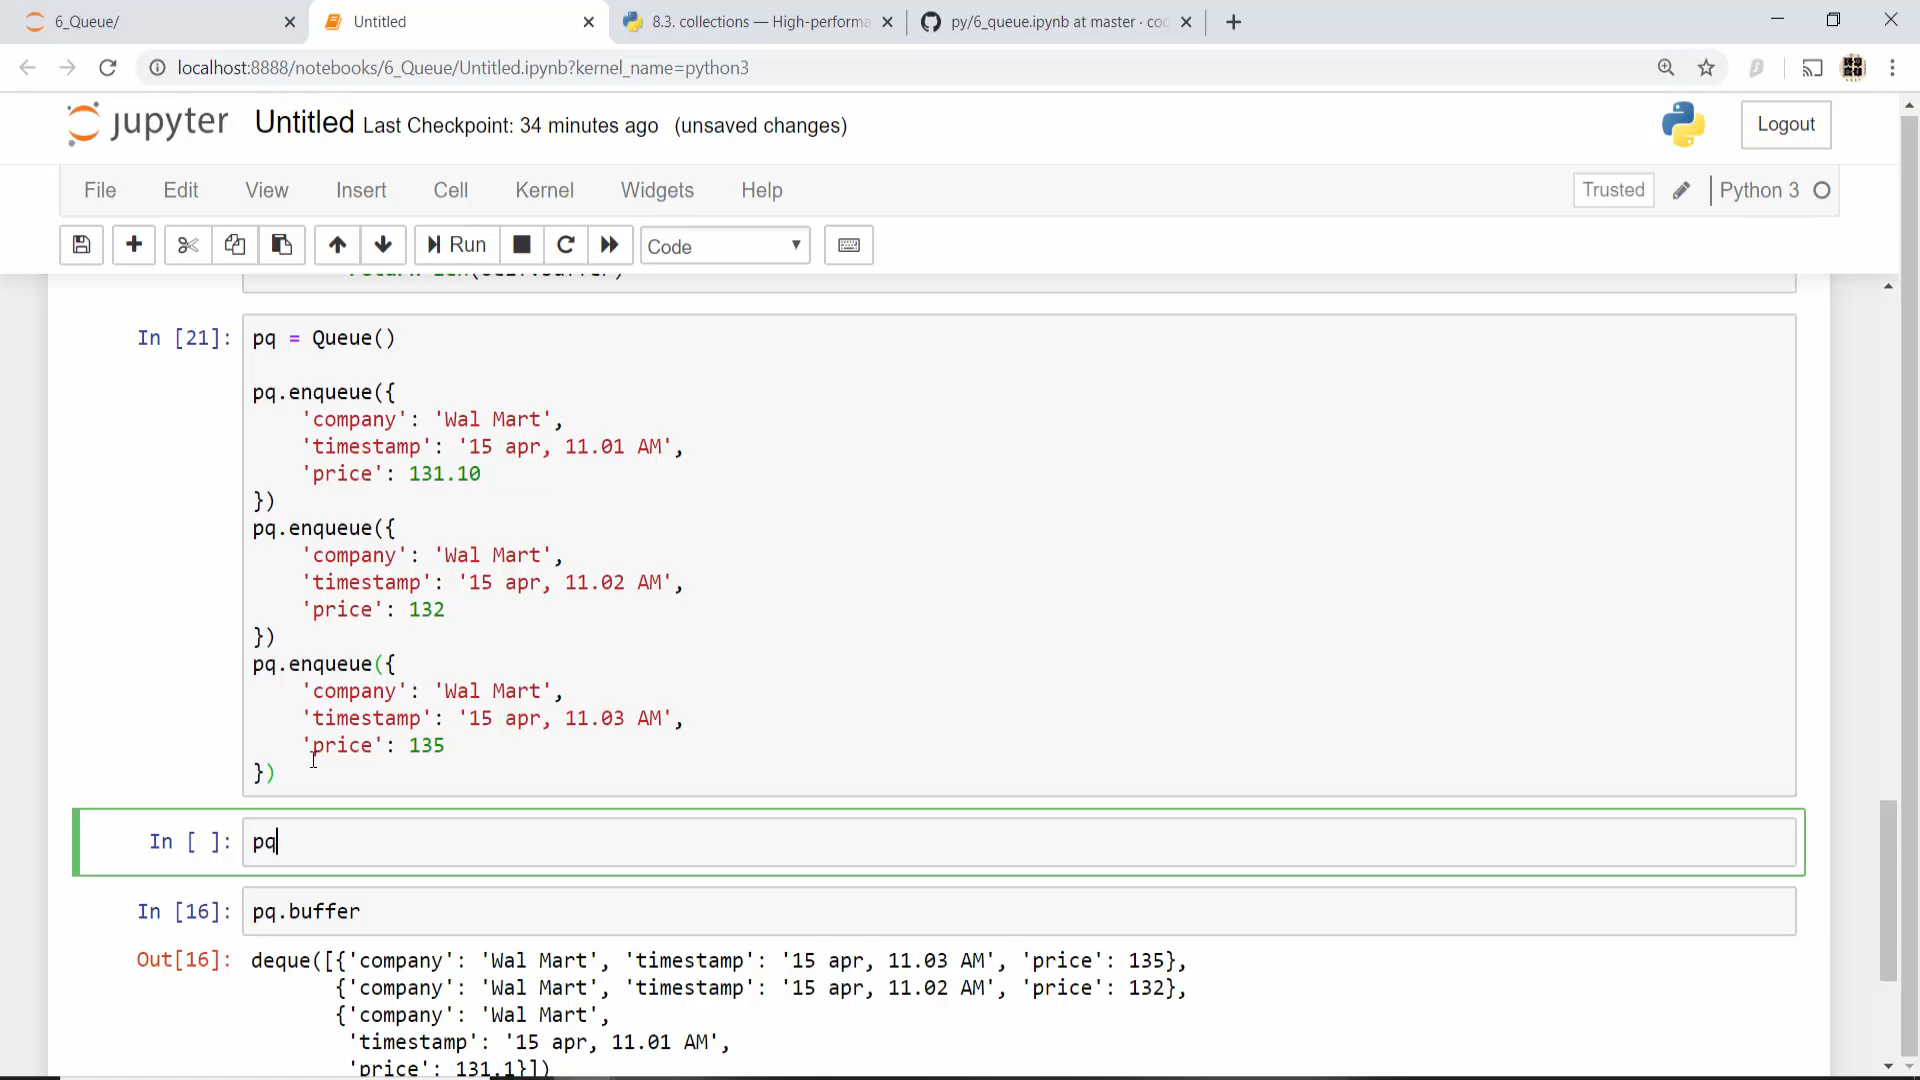 6_Queue/
Untitled
8.3. collections — High-performa
py/6_queue.ipynb at master · co
localhost:8888/notebooks/6_Queue/Untitled.ipynb?kernel_name=python3
jupyter Untitled Last Checkpoint: 34 minutes ago (unsaved changes)
Logout
File Edit View Insert Cell Kernel Widgets Help
Trusted Python 3
Run Code
return len(self.buffer)
In [21]: pq = Queue()
pq.enqueue({
'company': 'Wal Mart',
'timestamp': '15 apr, 11.01 AM',
'price': 131.10
})
pq.enqueue({
'company': 'Wal Mart',
'timestamp': '15 apr, 11.02 AM',
'price': 132
})
pq.enqueue({
'company': 'Wal Mart',
'timestamp': '15 apr, 11.03 AM',
'price': 135
})
In [ ]: pq
In [16]: pq.buffer
Out[16]: deque([{'company': 'Wal Mart', 'timestamp': '15 apr, 11.03 AM', 'price': 135},
{'company': 'Wal Mart', 'timestamp': '15 apr, 11.02 AM', 'price': 132},
{'company': 'Wal Mart',
'timestamp': '15 apr, 11.01 AM',
'price': 131.1}])